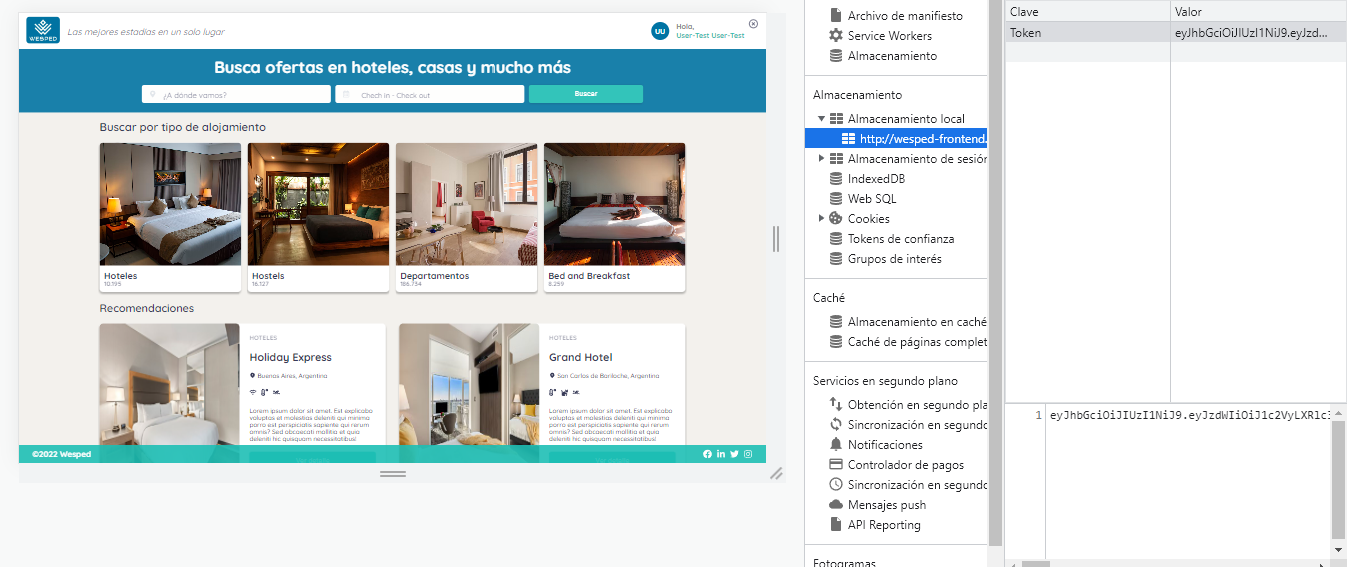 WESPED
Las mejores estadías en un solo lugar
UU
Hola,
User-Test User-Test
Busca ofertas en hoteles, casas y mucho más
¿A dónde vamos?
Chech in - Check out
Buscar
Buscar por tipo de alojamiento
Hoteles
10.195
Hostels
16.127
Departamentos
186.734
Bed and Breakfast
8.259
Recomendaciones
HOTELES
Holiday Express
Buenos Aires, Argentina
Lorem ipsum dolor sit amet. Est explicabo
voluptas et molestias deleniti qui minima
porro est perspiciatis sapiente qui rerum
omnis? Sed obcaecati mollitia et quia
deleniti hic quisquam necessitatibus!
HOTELES
Grand Hotel
San Carlos de Bariloche, Argentina
Lorem ipsum dolor sit amet. Est explicabo
voluptas et molestias deleniti qui minima
porro est perspiciatis sapiente qui rerum
omnis? Sed obcaecati mollitia et quia
deleniti hic quisquam necessitatibus!
©2022 Wesped
Archivo de manifiesto
Service Workers
Almacenamiento
Almacenamiento
Almacenamiento local
http://wesped-frontend.
Almacenamiento de sesión
IndexedDB
Web SQL
Cookies
Tokens de confianza
Grupos de interés
Caché
Almacenamiento en caché
Caché de páginas complet
Servicios en segundo plano
Obtención en segundo pla
Sincronización en segundo
Notificaciones
Controlador de pagos
Sincronización en segundo
Mensajes push
API Reporting
Fotogramas
Clave
Valor
Token
eyJhbGciOiJIUzI1NiJ9.eyJzd...
1
eyJhbGciOiJIUzI1NiJ9.eyJzdWIiOiJ1c2VyLXRlc3